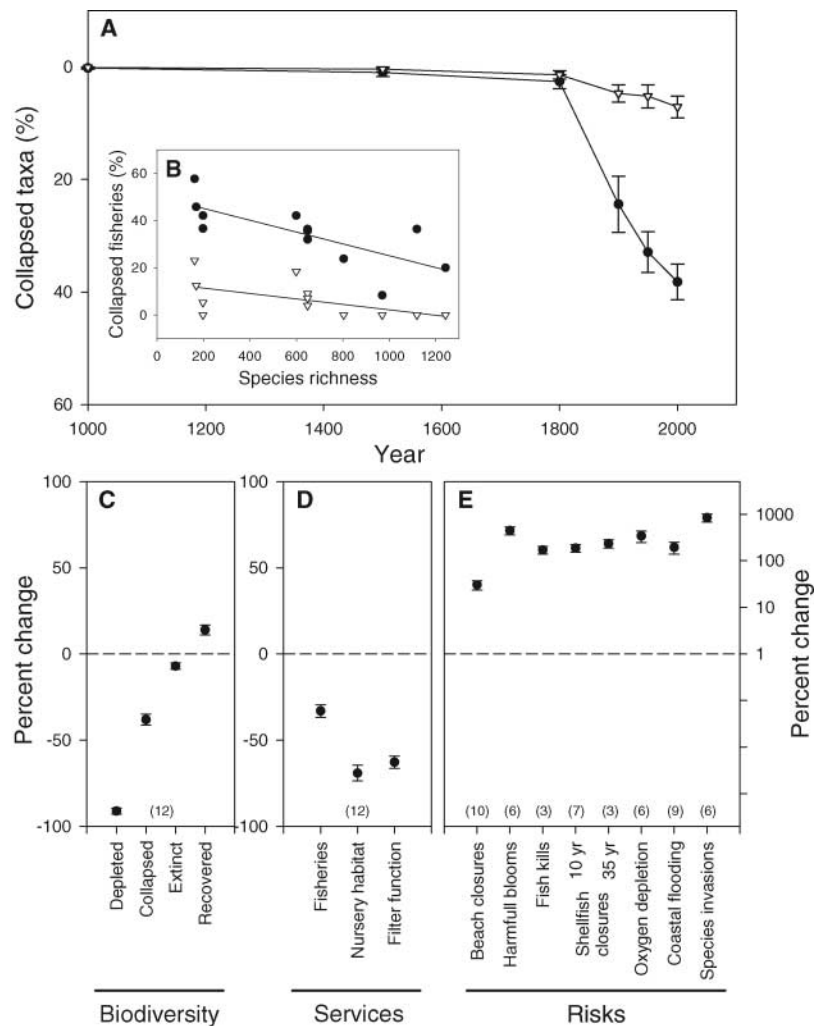 A
0
20
40
60
Collapsed taxa (%)
1000
1200
1400
1600
1800
2000
Year
B
60
40
20
0
Collapsed fisheries (%)
0
200
400
600
800
1000
1200
Species richness
C
100
50
0
-50
-100
Percent change
(12)
Depleted
Collapsed
Extinct
Recovered
Biodiversity
D
100
50
0
-50
-100
(12)
Fisheries
Nursery habitat
Filter function
Services
E
1000
100
10
1
Percent change
(10)
(6)
(3)
(7)
(3)
(6)
(9)
(6)
Beach closures
Harmfull blooms
Fish kills
Shellfish 10 yr
closures 35 yr
Oxygen depletion
Coastal flooding
Species invasions
Risks